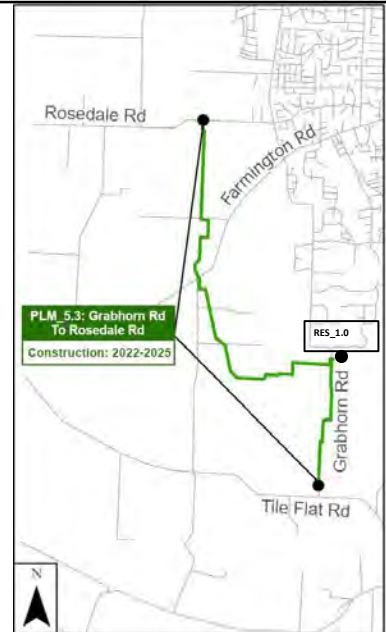 Rosedale Rd
Farmington Rd
PLM_5.3: Grabhorn Rd
To Rosedale Rd
Construction: 2022-2025
RES_1.0
Grabhorn Rd
Tile Flat Rd
N